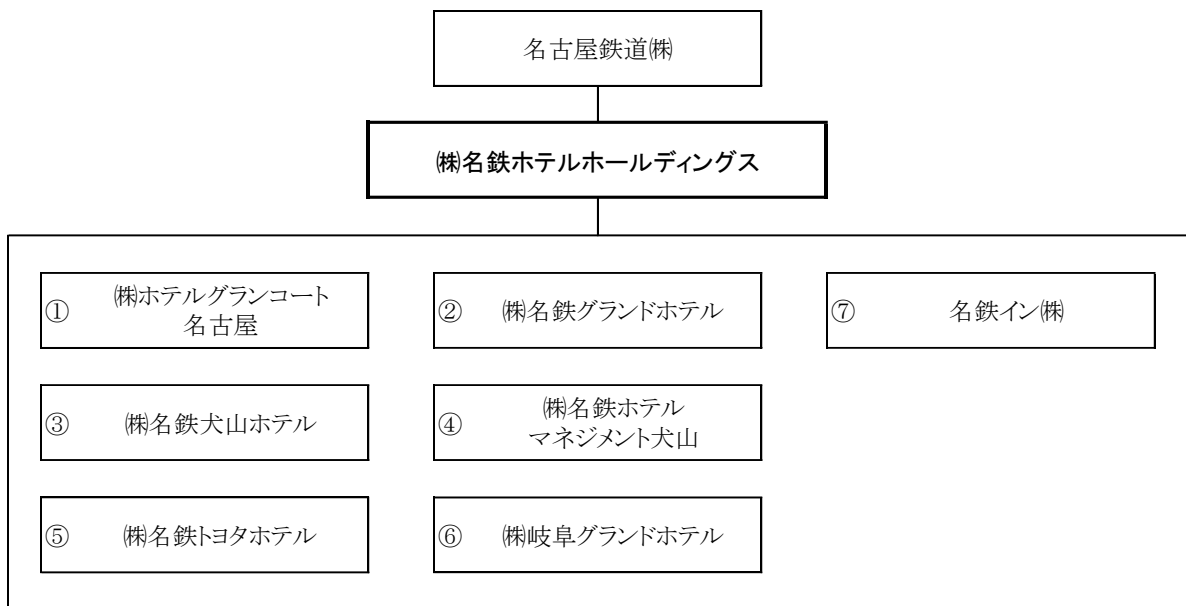 名古屋鉄道㈱
㈱名鉄ホテルホールディングス
① ㈱ホテルグランコート
名古屋
② ㈱名鉄グランドホテル
⑦ 名鉄イン㈱
③ ㈱名鉄犬山ホテル
④ ㈱名鉄ホテル
マネジメント犬山
⑤ ㈱名鉄トヨタホテル
⑥ ㈱岐阜グランドホテル